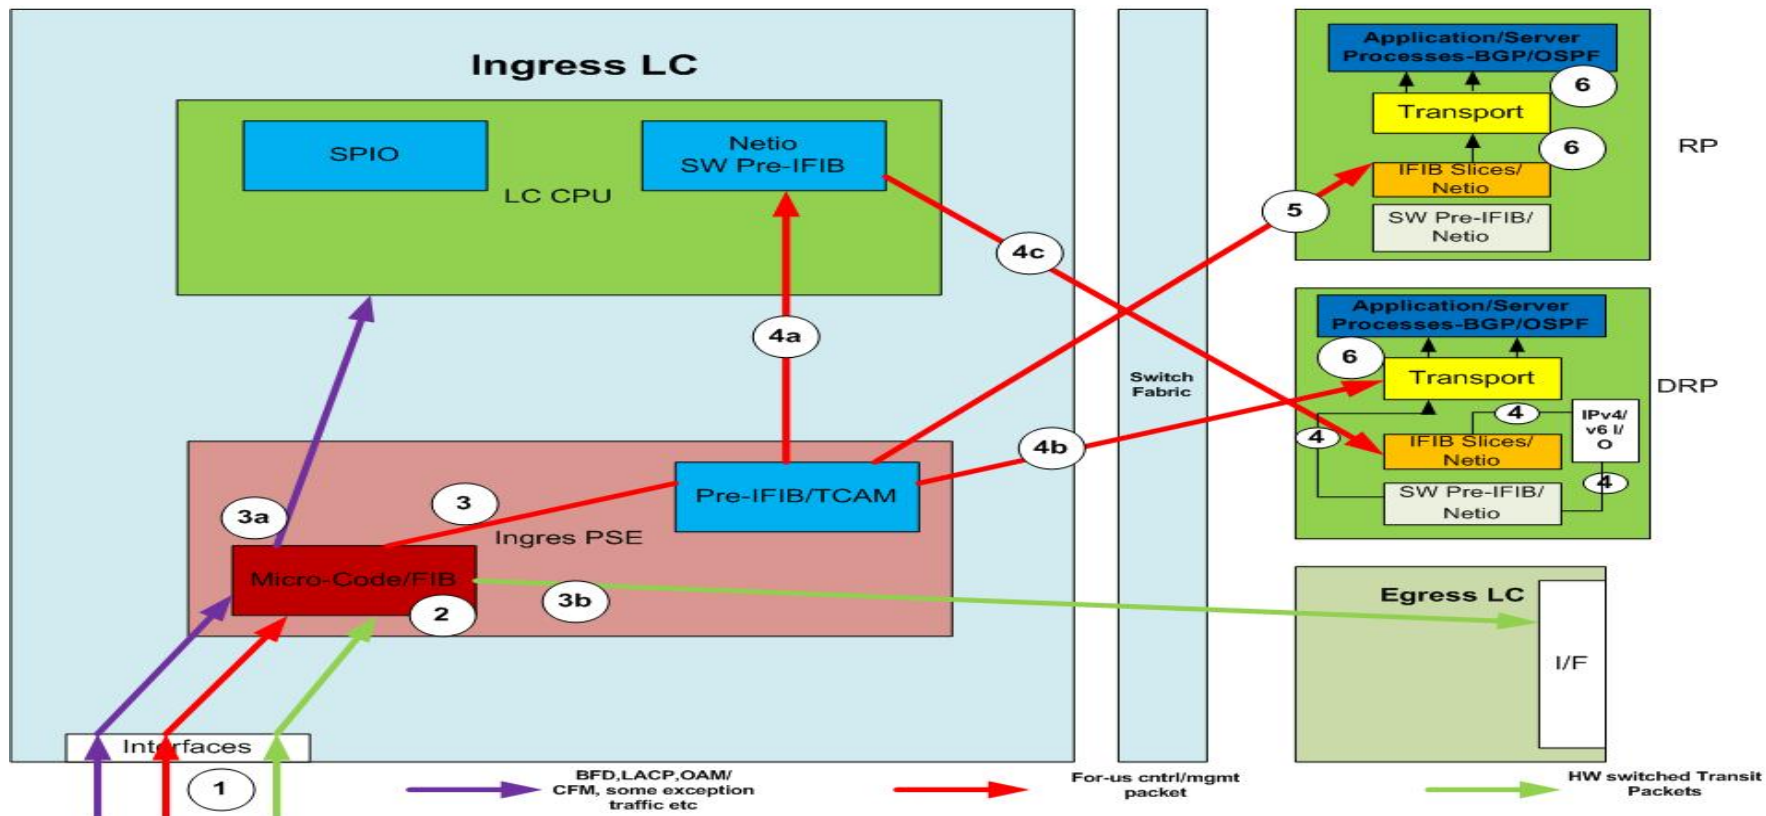 Ingress LC
SPIO
Netio
SW Pre-IFIB
LC CPU
4c
4a
4b
Pre-IFIB/TCAM
3
3a
Ingres PSE
Micro-Code/FIB
2
3b
Interfaces
1
Switch
Fabric
5
Application/Server
Processes-BGP/OSPF
6
Transport
6
IFIB Slices/
Netio
SW Pre-IFIB/
Netio
RP
Application/Server
Processes-BGP/OSPF
6
Transport
DRP
4
4
IPv4/
v6 I/
O
IFIB Slices/
Netio
4
SW Pre-IFIB/
Netio
Egress LC
I/F
BFD,LACP,OAM/
CFM, some exception
traffic etc
For-us cntrl/mgmt
packet
HW switched Transit
Packets